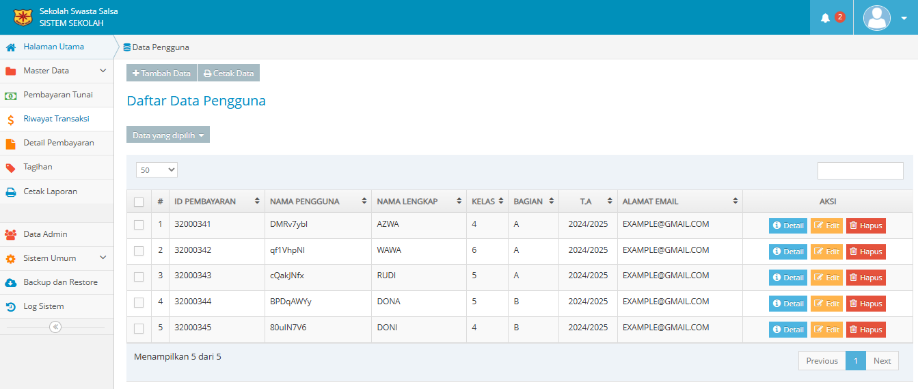 Sekolah Swasta Salsa
SISTEM SEKOLAH
2
Halaman Utama
Master Data
Pembayaran Tunai
Riwayat Transaksi
Detail Pembayaran
Tagihan
Cetak Laporan
Data Admin
Sistem Umum
Backup dan Restore
Log Sistem
Data Pengguna
Tambah Data Cetak Data
Daftar Data Pengguna
Data yang dipilih
50
# ID PEMBAYARAN NAMA PENGGUNA NAMA LENGKAP KELAS BAGIAN T.A ALAMAT EMAIL AKSI
1 32000341 DMRv7ybI AZWA 4 A 2024/2025 EXAMPLE@GMAIL.COM Detail Edit Hapus
2 32000342 qf1VhpNI WAWA 6 A 2024/2025 EXAMPLE@GMAIL.COM Detail Edit Hapus
3 32000343 cQakJNfx RUDI 5 A 2024/2025 EXAMPLE@GMAIL.COM Detail Edit Hapus
4 32000344 BPDqAWYy DONA 5 B 2024/2025 EXAMPLE@GMAIL.COM Detail Edit Hapus
5 32000345 80uIN7V6 DONI 4 B 2024/2025 EXAMPLE@GMAIL.COM Detail Edit Hapus
Menampilkan 5 dari 5
Previous 1 Next